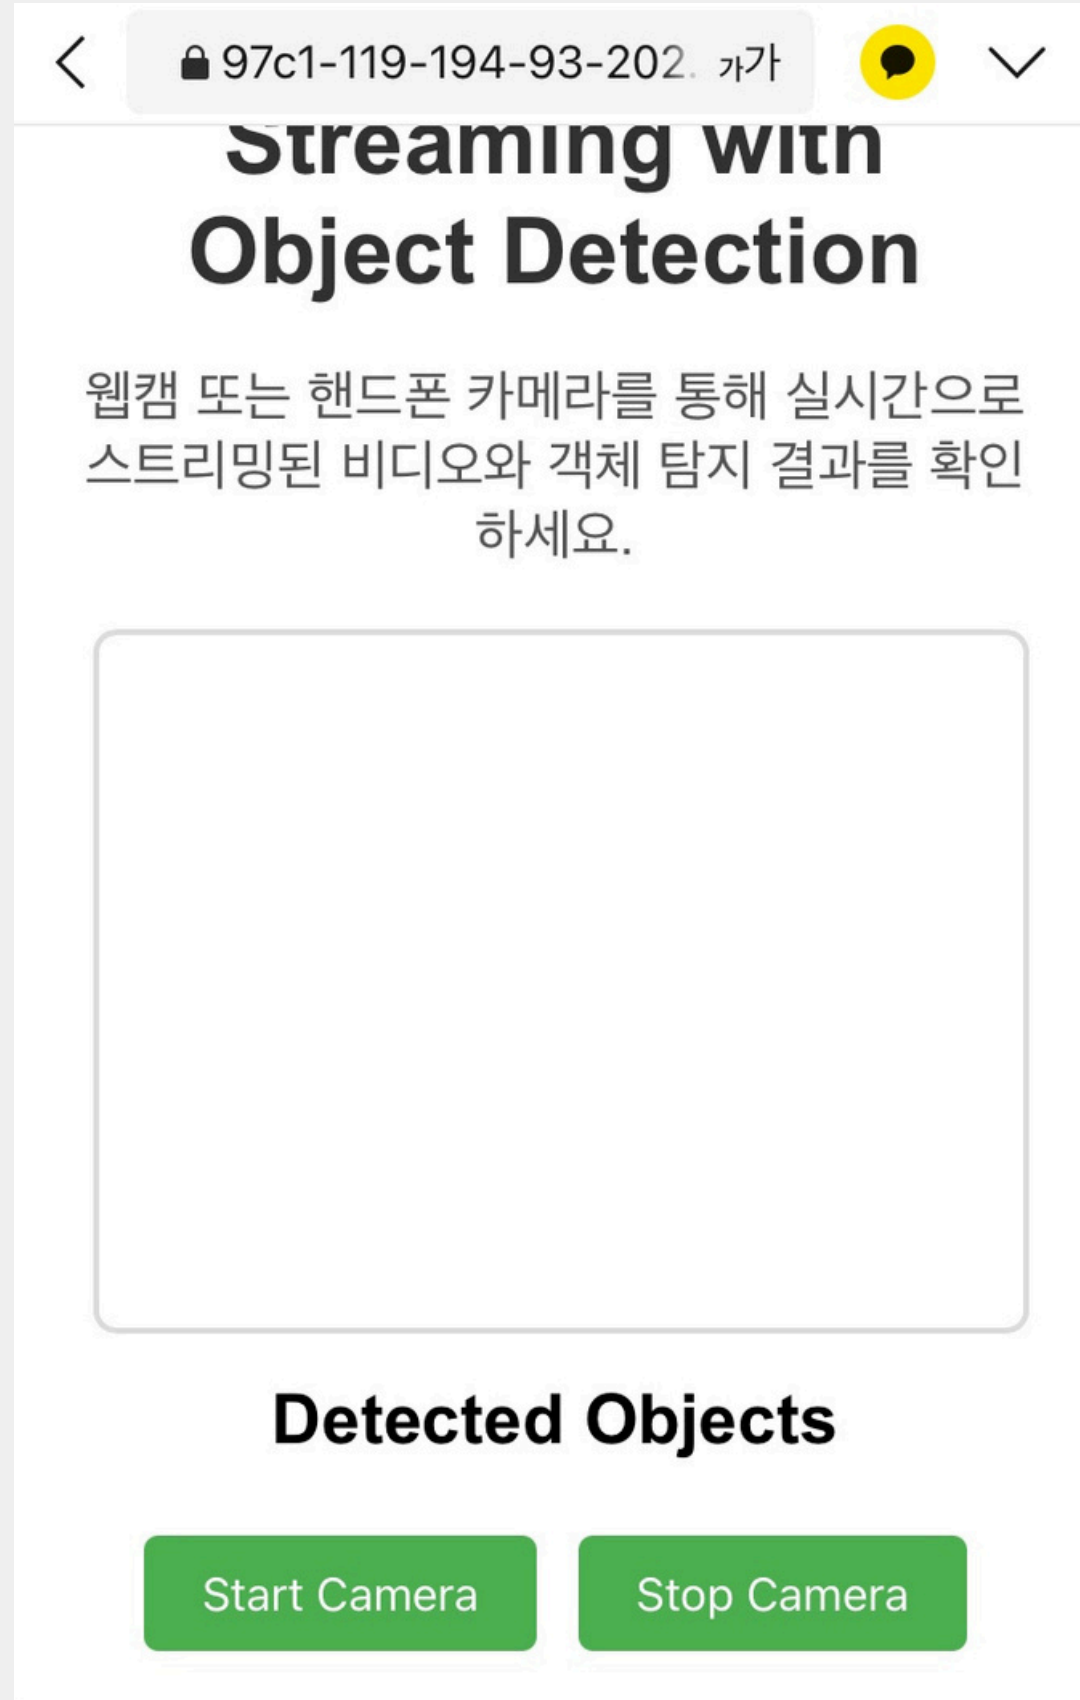 97c1-119-194-93-202.
가가
Streaming with
Object Detection
웹캠 또는 핸드폰 카메라를 통해 실시간으로
스트리밍된 비디오와 객체 탐지 결과를 확인
하세요.
Detected Objects
Start Camera
Stop Camera